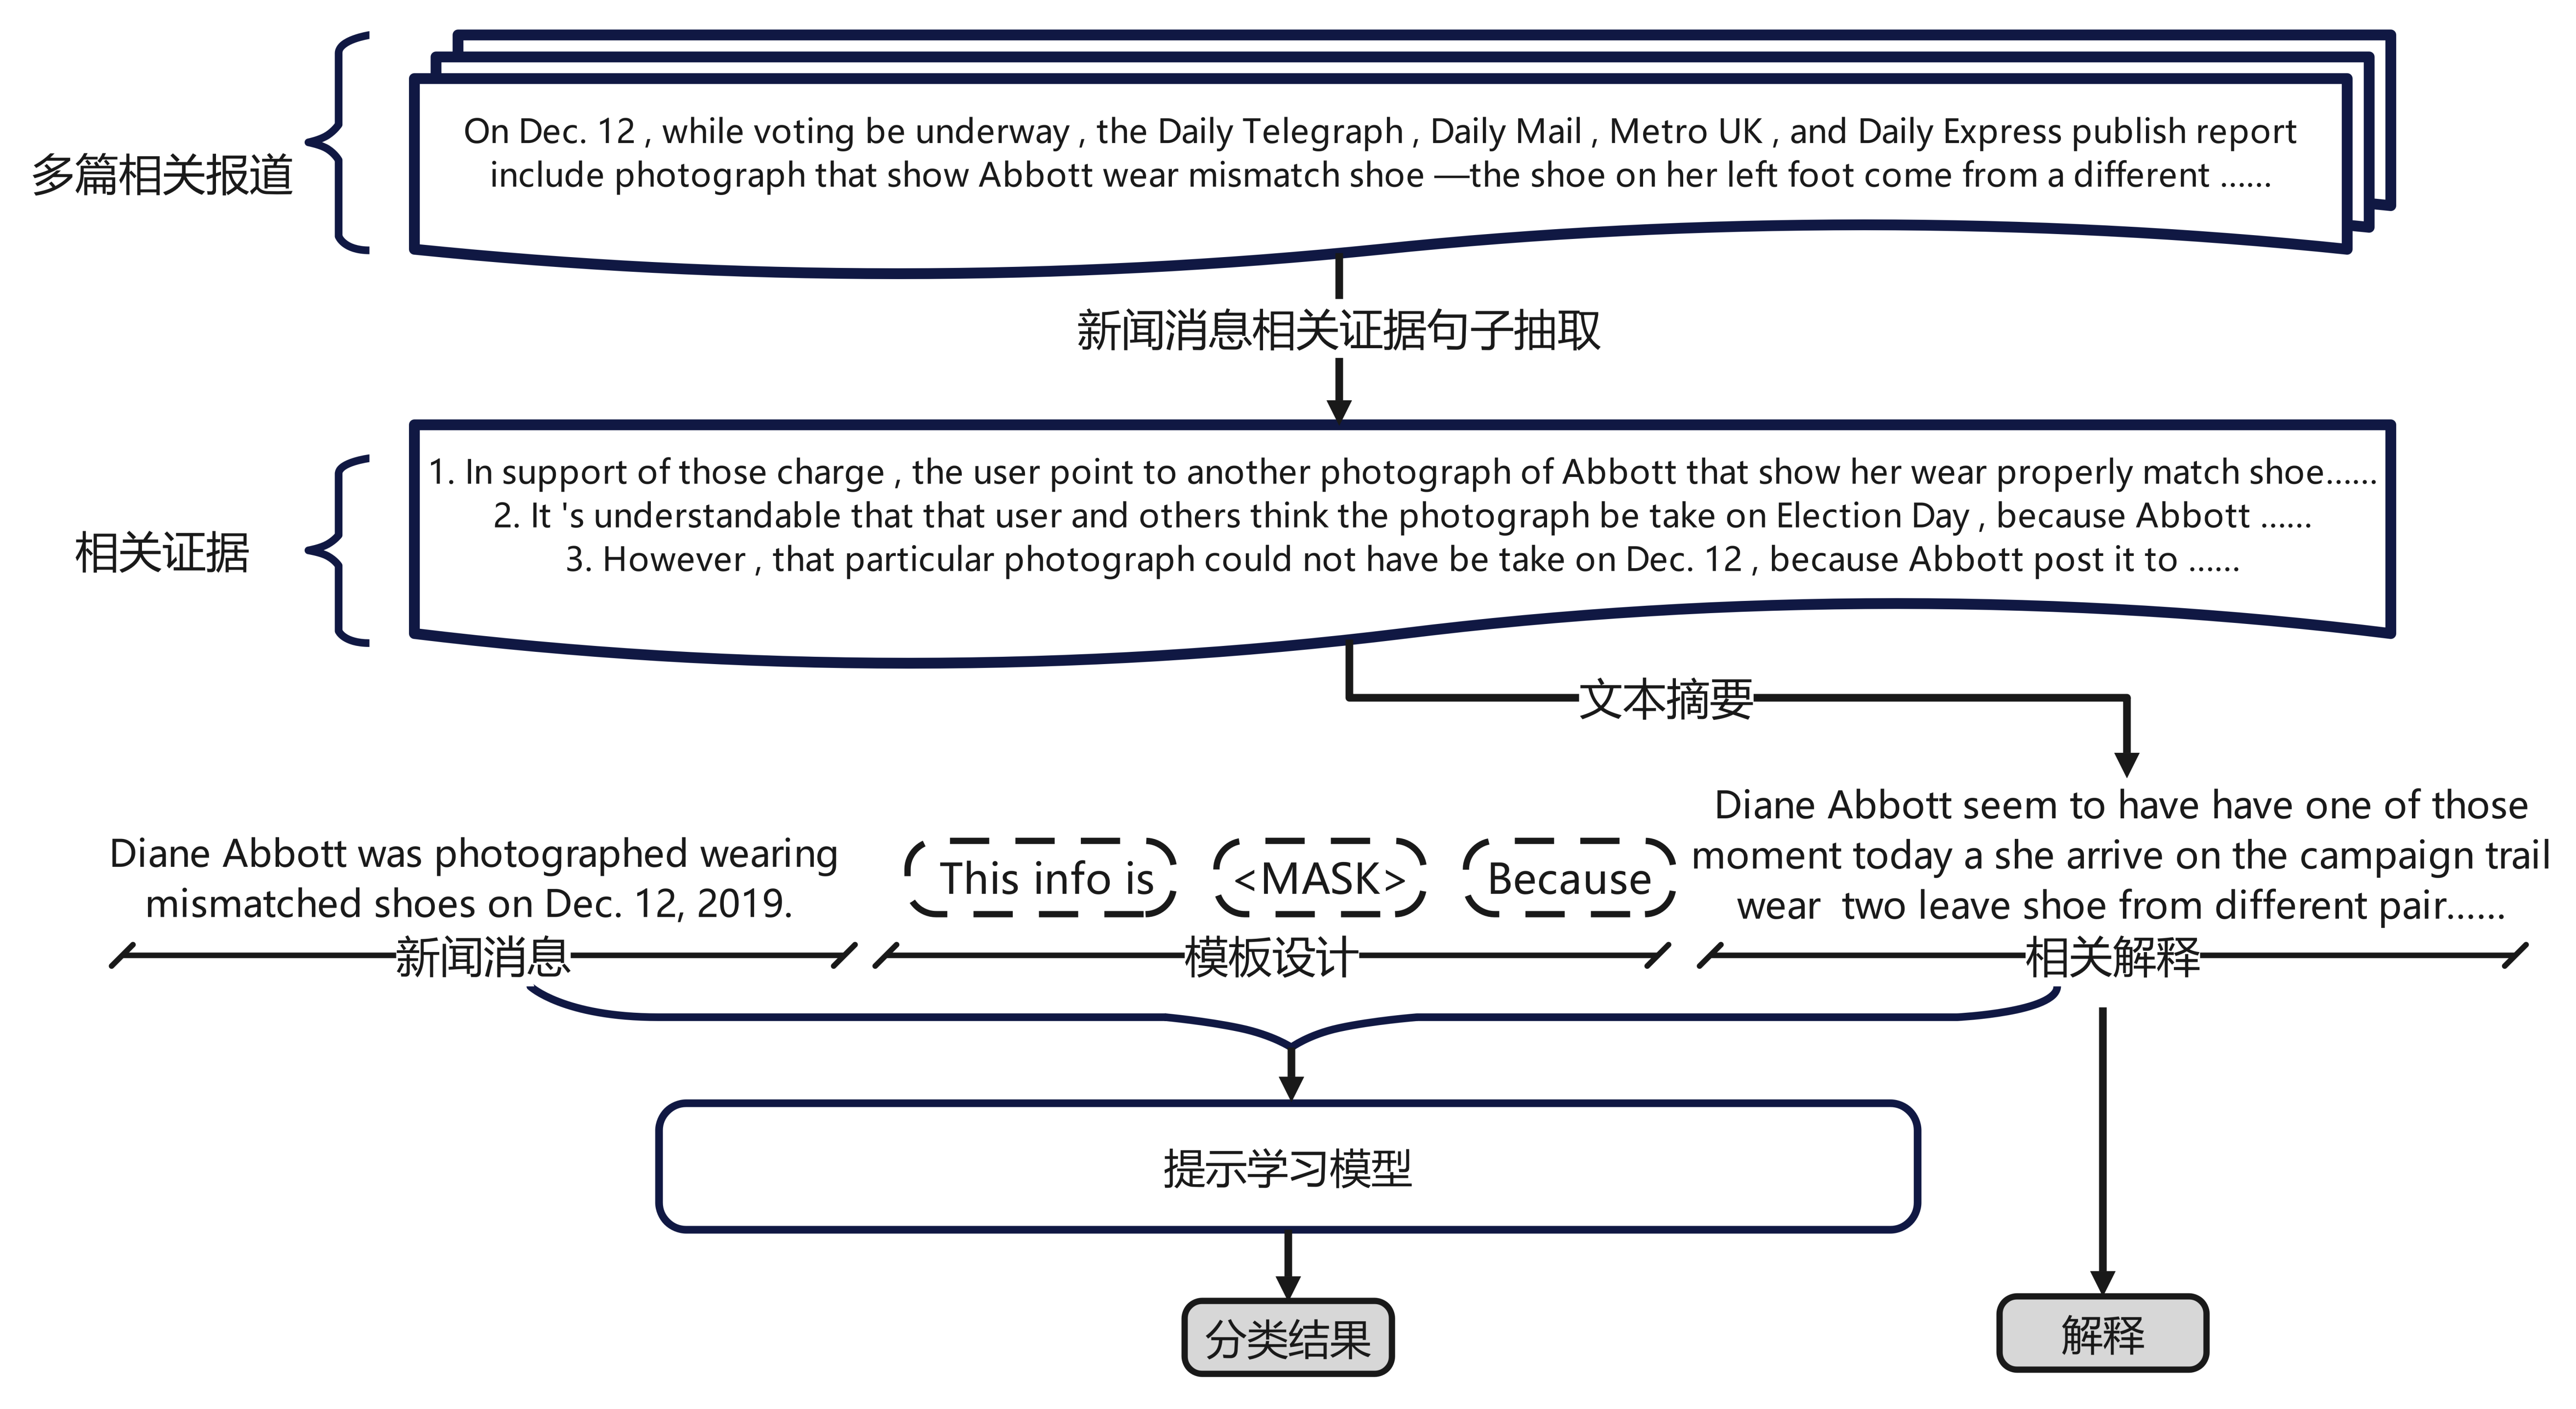 多篇相关报道
On Dec. 12 , while voting be underway , the Daily Telegraph , Daily Mail , Metro UK , and Daily Express publish report
include photograph that show Abbott wear mismatch shoe —the shoe on her left foot come from a different ......
新闻消息相关证据句子抽取
相关证据
1. In support of those charge , the user point to another photograph of Abbott that show her wear properly match shoe......
2. It 's understandable that that user and others think the photograph be take on Election Day , because Abbott ......
3. However , that particular photograph could not have be take on Dec. 12 , because Abbott post it to ......
文本摘要
Diane Abbott was photographed wearing
mismatched shoes on Dec. 12, 2019.
新闻消息
This info is
<MASK>
Because
模板设计
Diane Abbott seem to have have one of those
moment today a she arrive on the campaign trail
wear two leave shoe from different pair......
相关解释
提示学习模型
分类结果
解释